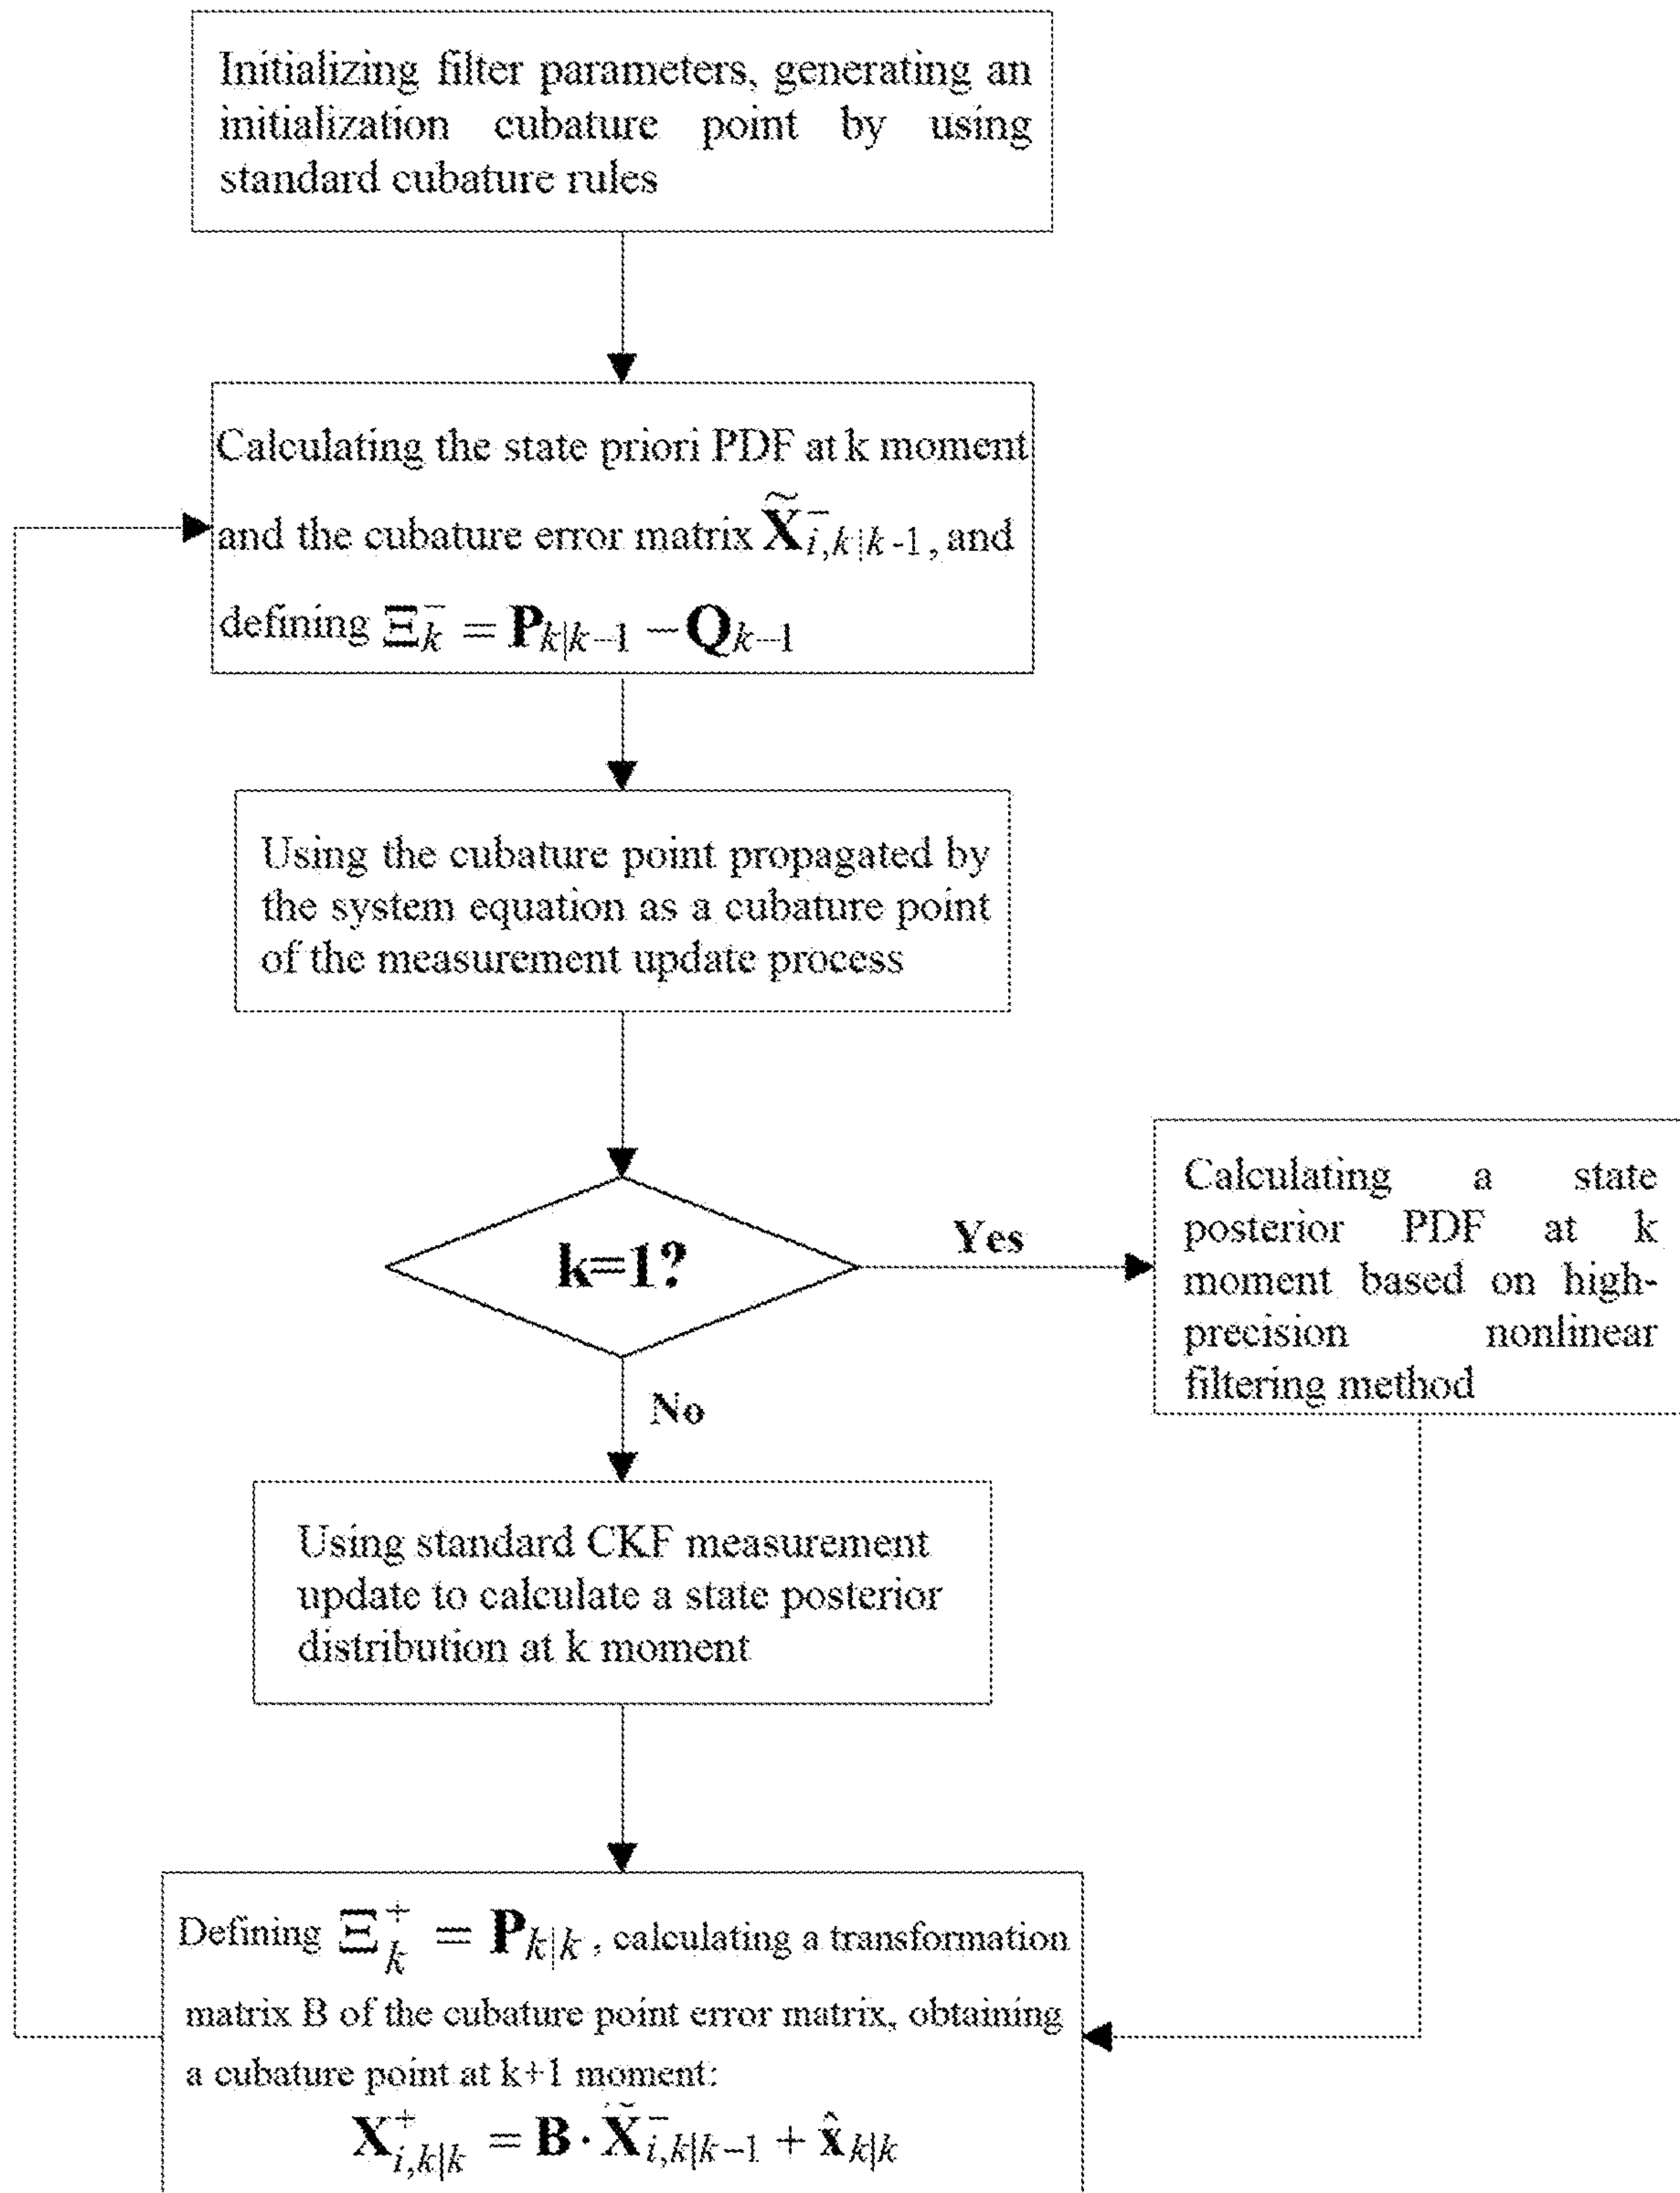 Initializing filter parameters, generating an
initialization cubature point by using
standard cubature rules
Calculating the state priori PDF at k moment
and the cubature error matrix X̃⁻ᵢ,ₖ|ₖ₋₁, and
defining Ξ⁻ₖ = Pₖ|ₖ₋₁ − Qₖ₋₁
Using the cubature point propagated by
the system equation as a cubature point
of the measurement update process
k=1?
Yes
Calculating a state
posterior PDF at k
moment based on high-
precision nonlinear
filtering method
No
Using standard CKF measurement
update to calculate a state posterior
distribution at k moment
Defining Ξ⁺ₖ = Pₖ|ₖ, calculating a transformation
matrix B of the cubature point error matrix, obtaining
a cubature point at k+1 moment:
X⁺ᵢ,ₖ|ₖ = B · X̃⁻ᵢ,ₖ|ₖ₋₁ + x̂ₖ|ₖ